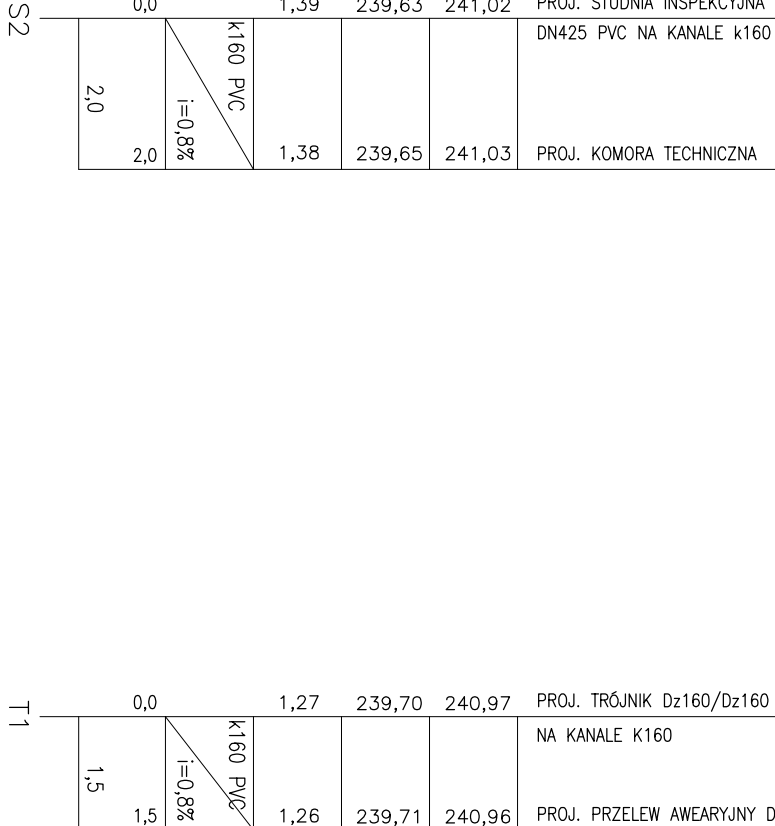 S2
0,0 1,39 239,63 241,02 PROJ. STUDNIA INSPEKCYJNA
DN425 PVC NA KANALE k160
k160 PVC
2,0
i=0,8%
2,0 1,38 239,65 241,03 PROJ. KOMORA TECHNICZNA
T1
0,0 1,27 239,70 240,97 PROJ. TRÓJNIK Dz160/Dz160
NA KANALE K160
k160 PVC
1,5
i=0,8%
1,5 1,26 239,71 240,96 PROJ. PRZELEW AWEARYJNY D